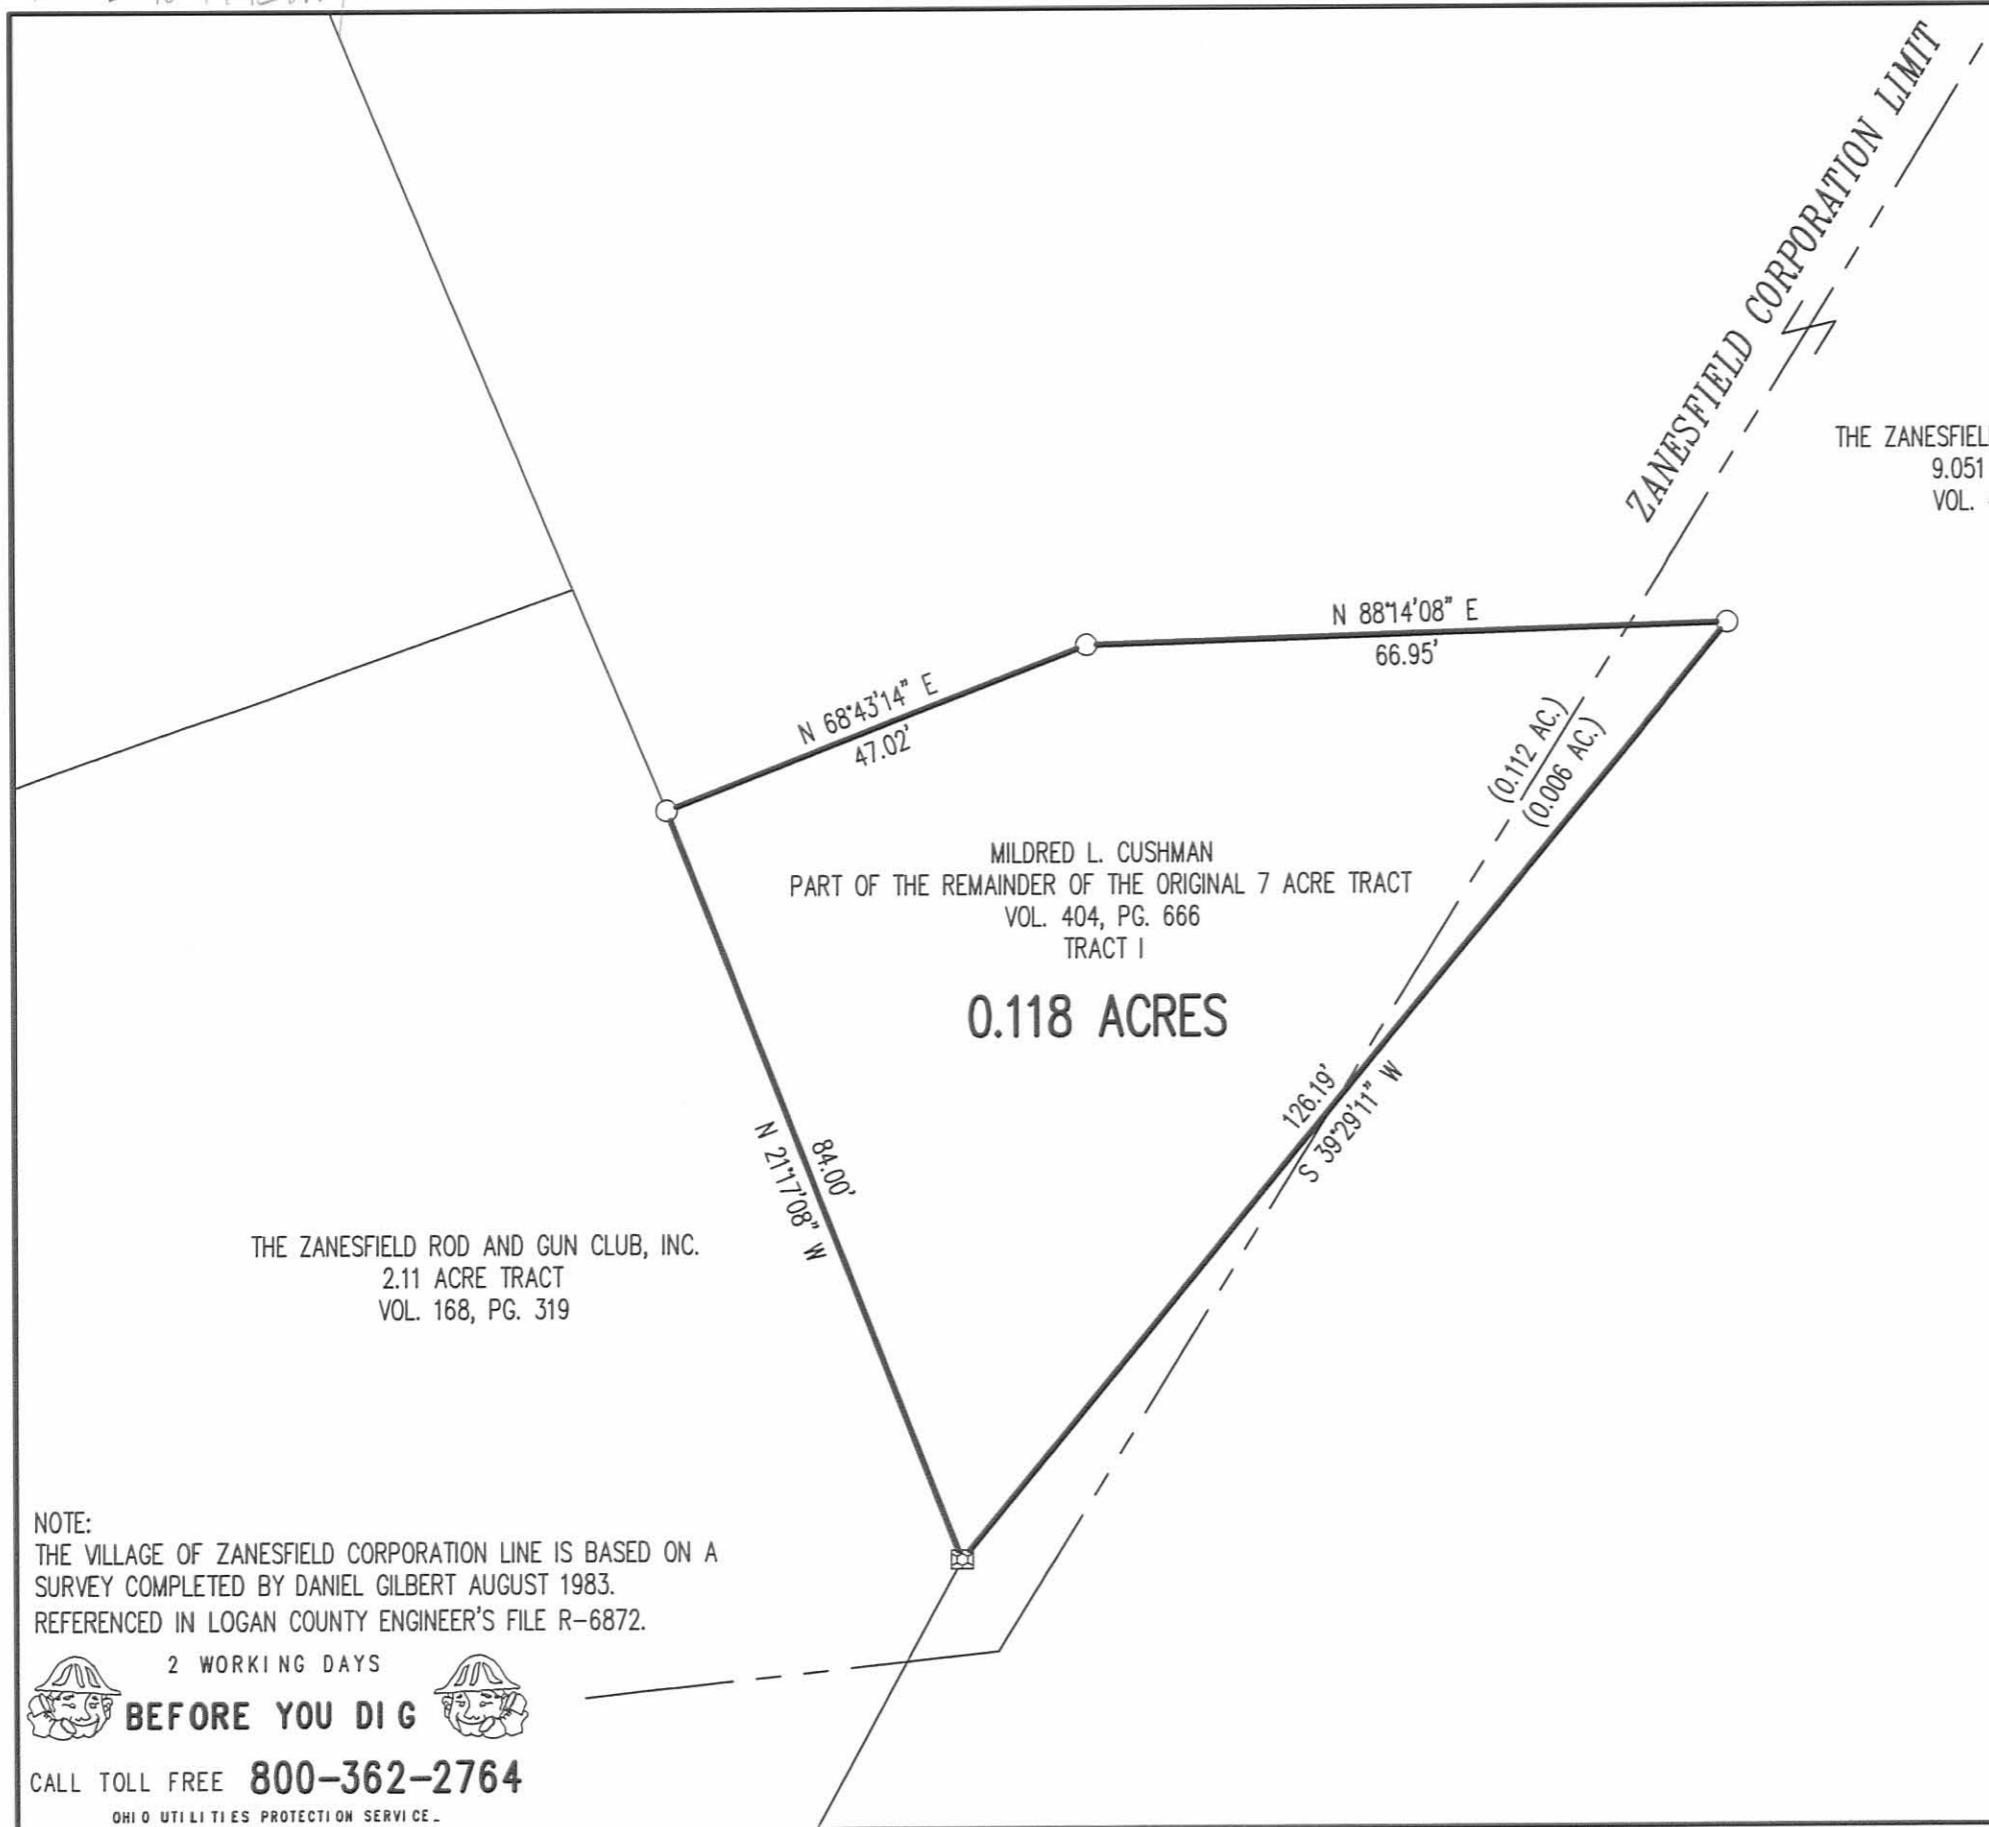 ZANESFIELD CORPORATION LIMIT
THE ZANESFIEL
9.051
VOL.
N 88°14'08" E
66.95'
N 68°43'14" E
47.02'
(0.112 AC.)
(0.006 AC.)
MILDRED L. CUSHMAN
PART OF THE REMAINDER OF THE ORIGINAL 7 ACRE TRACT
VOL. 404, PG. 666
TRACT I
0.118 ACRES
126.19'
S 39°29'11" W
84.00'
N 21°17'08" W
THE ZANESFIELD ROD AND GUN CLUB, INC.
2.11 ACRE TRACT
VOL. 168, PG. 319
NOTE:
THE VILLAGE OF ZANESFIELD CORPORATION LINE IS BASED ON A
SURVEY COMPLETED BY DANIEL GILBERT AUGUST 1983.
REFERENCED IN LOGAN COUNTY ENGINEER'S FILE R-6872.
2 WORKING DAYS
BEFORE YOU DIG
CALL TOLL FREE 800-362-2764
OHIO UTILITIES PROTECTION SERVICE